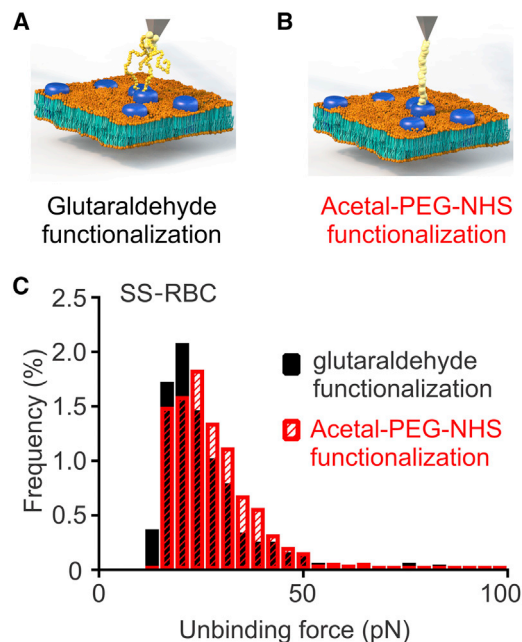 A
B
Glutaraldehyde
functionalization
Acetal-PEG-NHS
functionalization
C
SS-RBC
glutaraldehyde
functionalization
Acetal-PEG-NHS
functionalization
Frequency (%)
2.5
2.0
1.5
1.0
0.5
0
0
50
100
Unbinding force (pN)